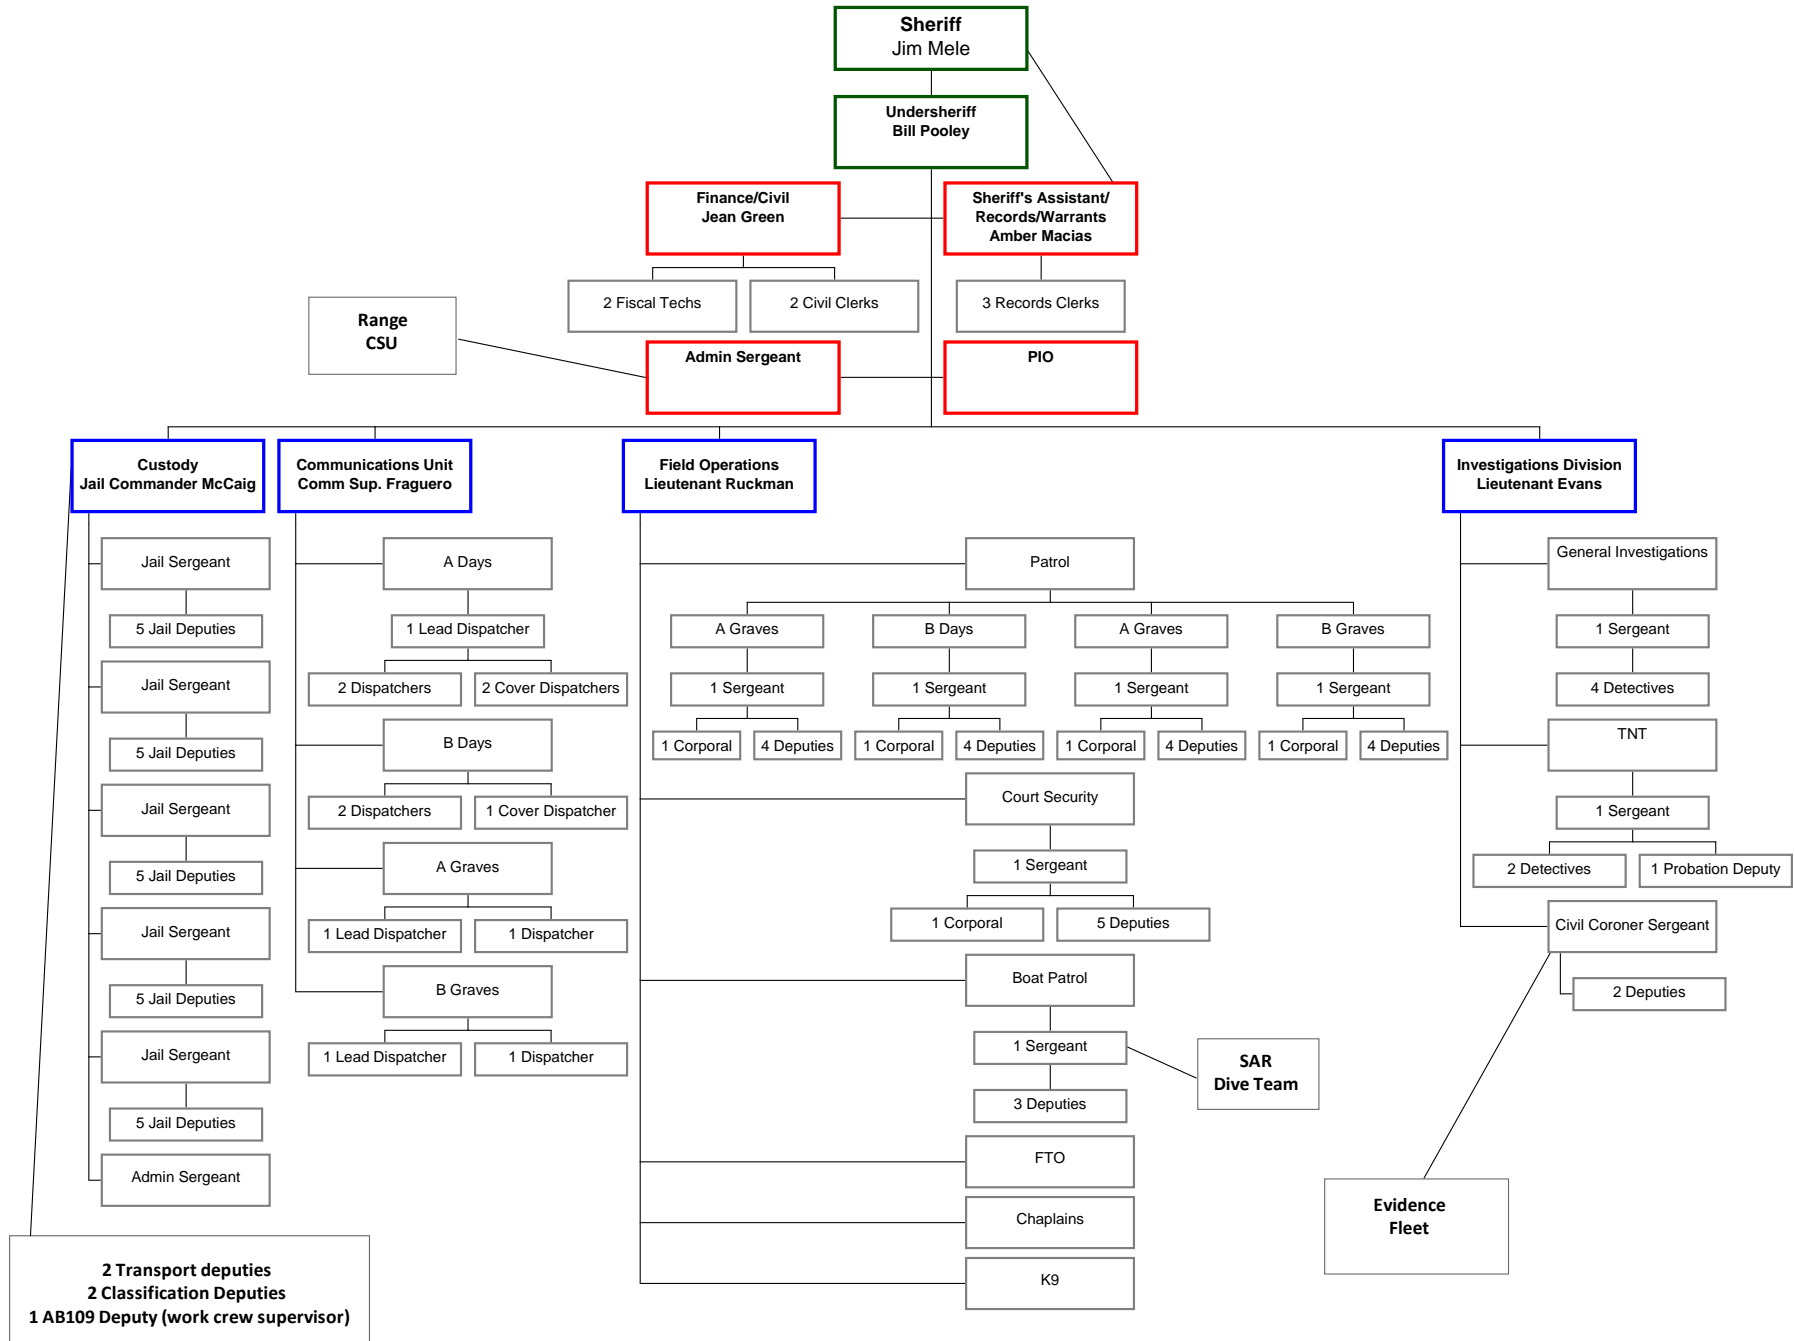 Sheriff
Jim Mele
Undersheriff
Bill Pooley
Finance/Civil
Jean Green
Sheriff's Assistant/
Records/Warrants
Amber Macias
2 Fiscal Techs
2 Civil Clerks
3 Records Clerks
Range
CSU
Admin Sergeant
PIO
Custody
Jail Commander McCaig
Jail Sergeant
5 Jail Deputies
Jail Sergeant
5 Jail Deputies
Jail Sergeant
5 Jail Deputies
Jail Sergeant
5 Jail Deputies
Jail Sergeant
5 Jail Deputies
Admin Sergeant
2 Transport deputies
2 Classification Deputies
1 AB109 Deputy (work crew supervisor)
Communications Unit
Comm Sup. Fraguero
A Days
1 Lead Dispatcher
2 Dispatchers
2 Cover Dispatchers
B Days
2 Dispatchers
1 Cover Dispatcher
A Graves
1 Lead Dispatcher
1 Dispatcher
B Graves
1 Lead Dispatcher
1 Dispatcher
Field Operations
Lieutenant Ruckman
Patrol
A Graves
1 Sergeant
1 Corporal
4 Deputies
B Days
1 Sergeant
1 Corporal
4 Deputies
A Graves
1 Sergeant
1 Corporal
4 Deputies
B Graves
1 Sergeant
1 Corporal
4 Deputies
Court Security
1 Sergeant
1 Corporal
5 Deputies
Boat Patrol
1 Sergeant
3 Deputies
SAR
Dive Team
FTO
Chaplains
K9
Investigations Division
Lieutenant Evans
General Investigations
1 Sergeant
4 Detectives
TNT
1 Sergeant
2 Detectives
1 Probation Deputy
Civil Coroner Sergeant
2 Deputies
Evidence
Fleet